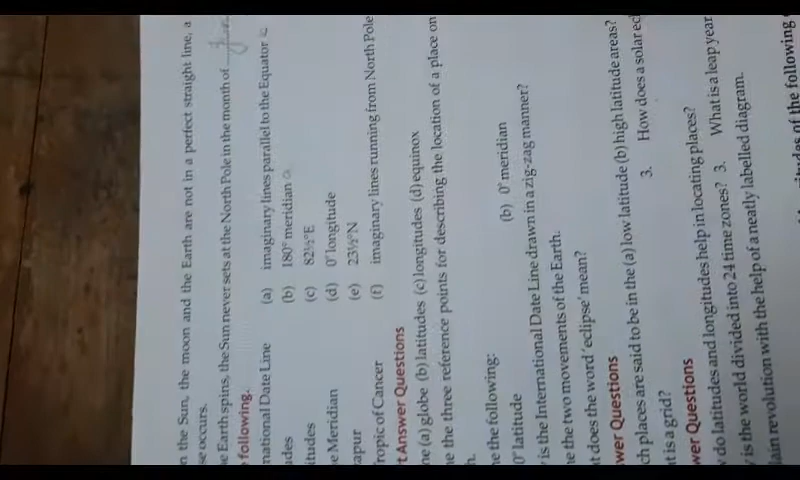 n the Sun, the moon and the Earth are not in a perfect straight line, a
se occurs.
e Earth spins, the Sun never sets at the North Pole in the month of
following.
national Date Line (a) imaginary lines parallel to the Equator
ades (b) 180° meridian
itudes (c) 82½°E
e Meridian (d) 0° longitude
apur (e) 23½°N
ropic of Cancer (f) imaginary lines running from North Pole
t Answer Questions
ne (a) globe (b) latitudes (c) longitudes (d) equinox
e the three reference points for describing the location of a place on
h.
e the following:
0° latitude (b) 0° meridian
is the International Date Line drawn in a zig-zag manner?
e the two movements of the Earth.
t does the word 'eclipse' mean?
wer Questions
ch places are said to be in the (a) low latitude (b) high latitude areas?
t is a grid? 3. How does a solar ecl
wer Questions
do latitudes and longitudes help in locating places?
is the world divided into 24 time zones? 3. What is a leap year
lain revolution with the help of a neatly labelled diagram.
of the following